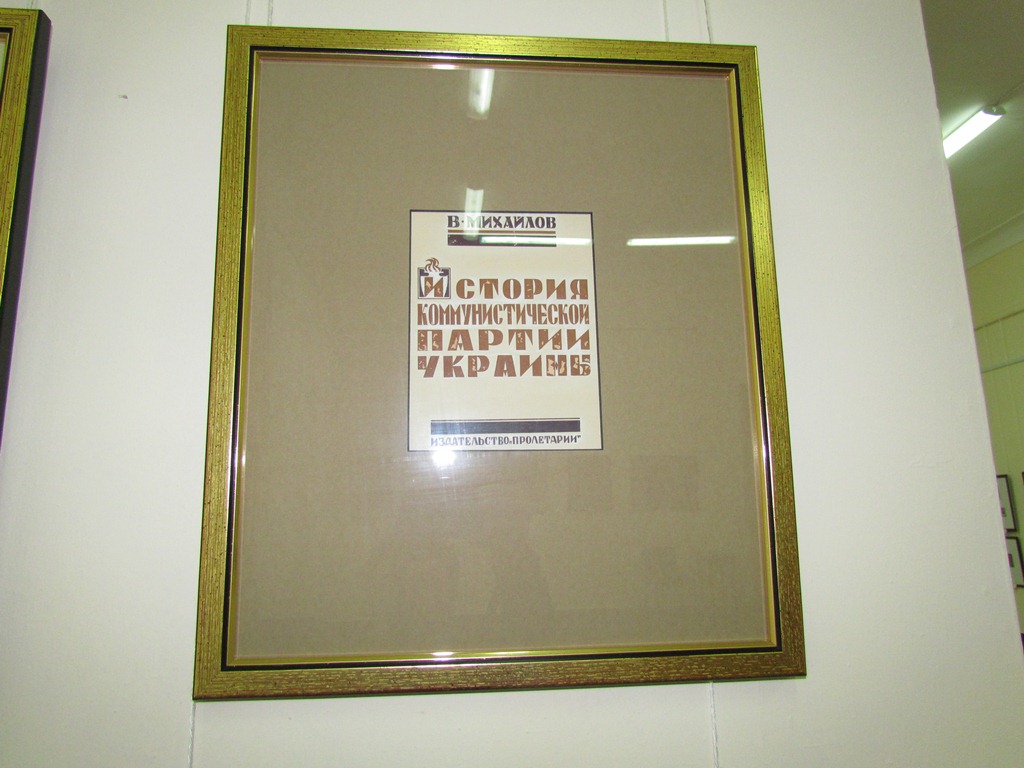 В·МИХАЙЛОВ
ИСТОРИЯ
КОММУНИСТИЧЕСКОЙ
ПАРТИИ
УКРАИНЫ
ИЗДАТЕЛЬСТВО„ПРОЛЕТАРИЙ"